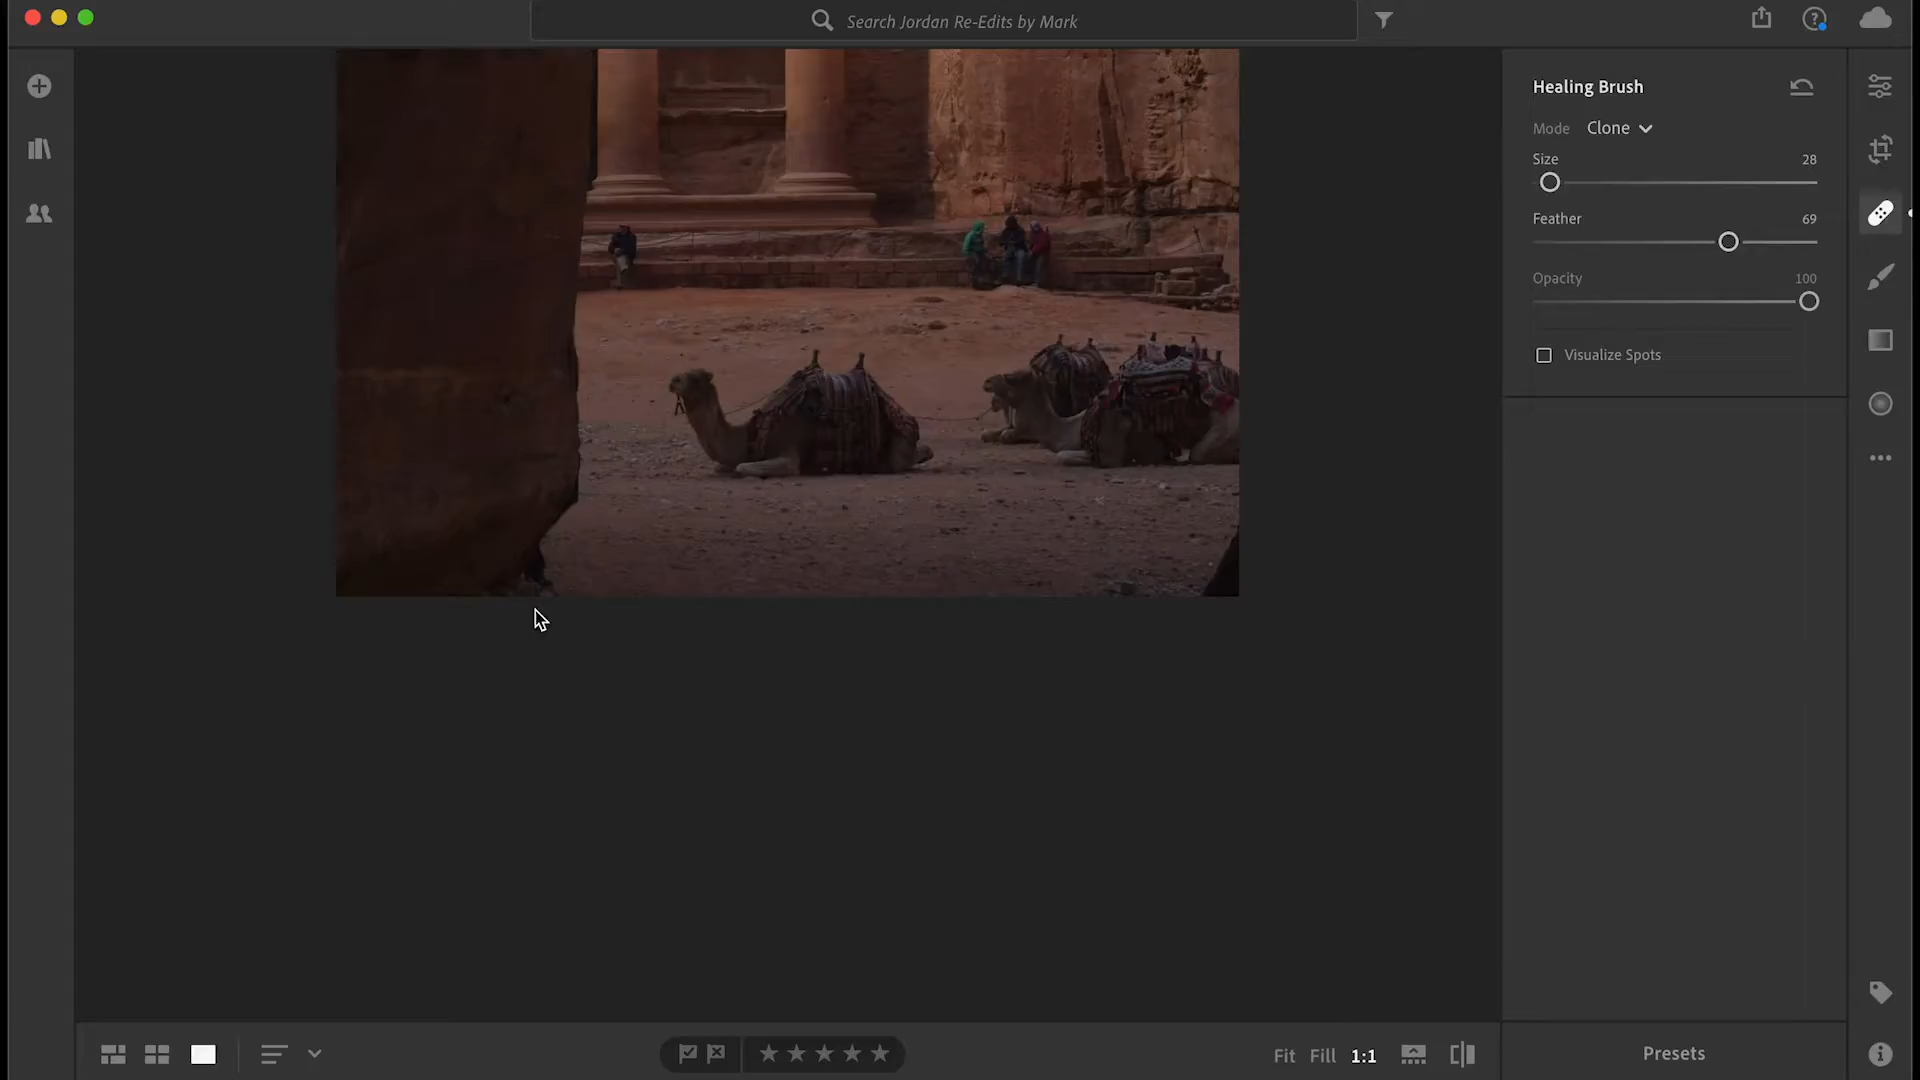 Search Jordan Re-Edits by Mark
Healing Brush
Mode Clone
Size 28
Feather 69
Opacity 100
Visualize Spots
Fit Fill 1:1
Presets